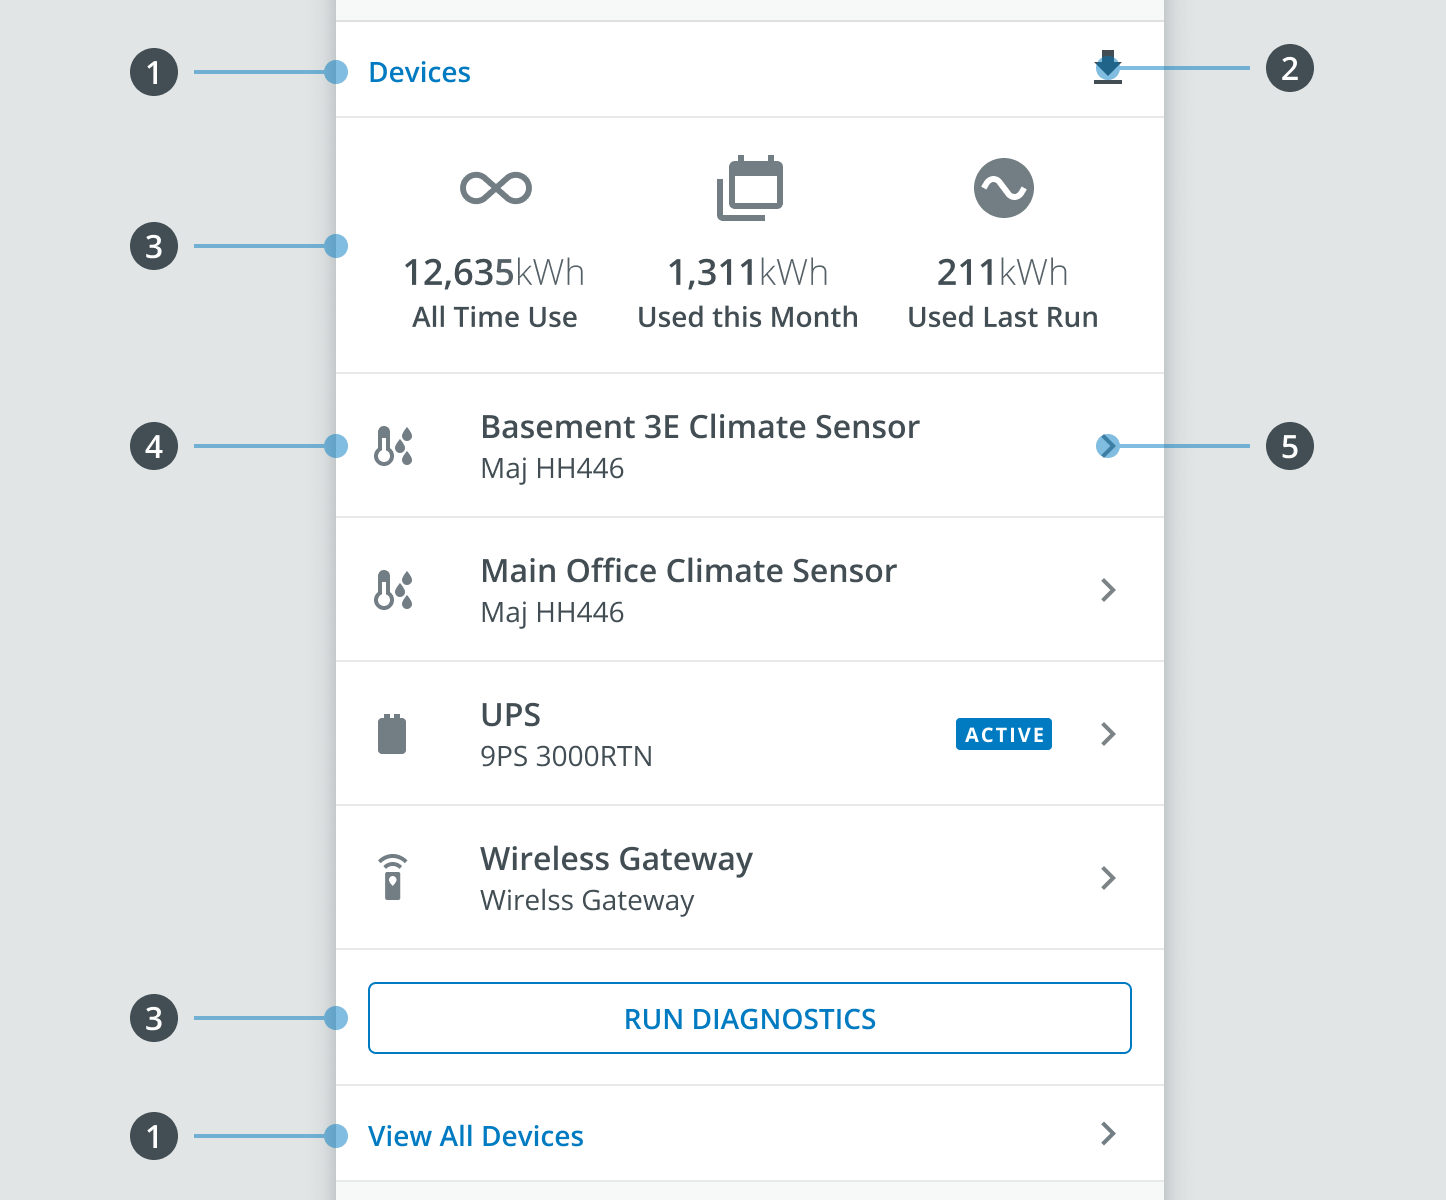 1 Devices 2
3
12,635kWh 1,311kWh 211kWh
All Time Use Used this Month Used Last Run
4 Basement 3E Climate Sensor 5
Maj HH446
Main Office Climate Sensor
Maj HH446
UPS ACTIVE
9PS 3000RTN
Wireless Gateway
Wirelss Gateway
3 RUN DIAGNOSTICS
1 View All Devices